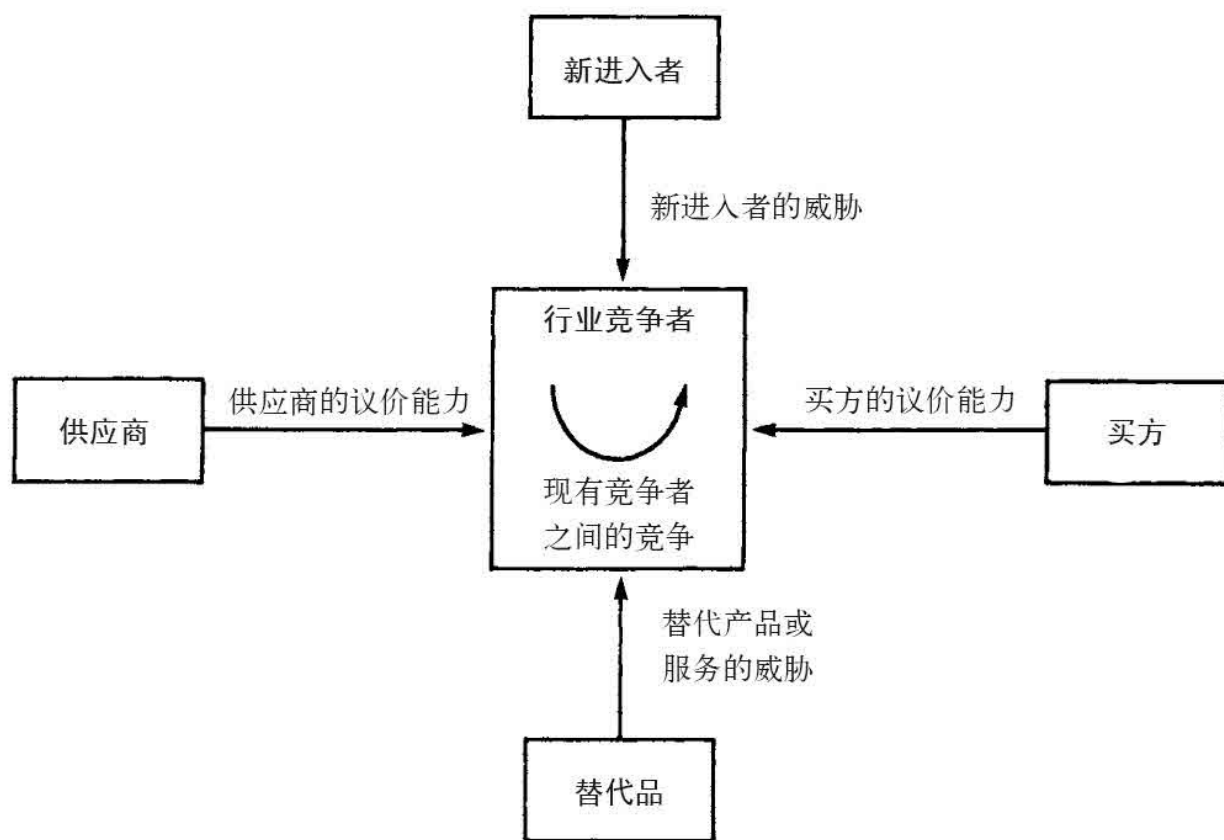 新进入者
新进入者的威胁
行业竞争者
供应商的议价能力
买方的议价能力
供应商
买方
现有竞争者
之间的竞争
替代产品或
服务的威胁
替代品